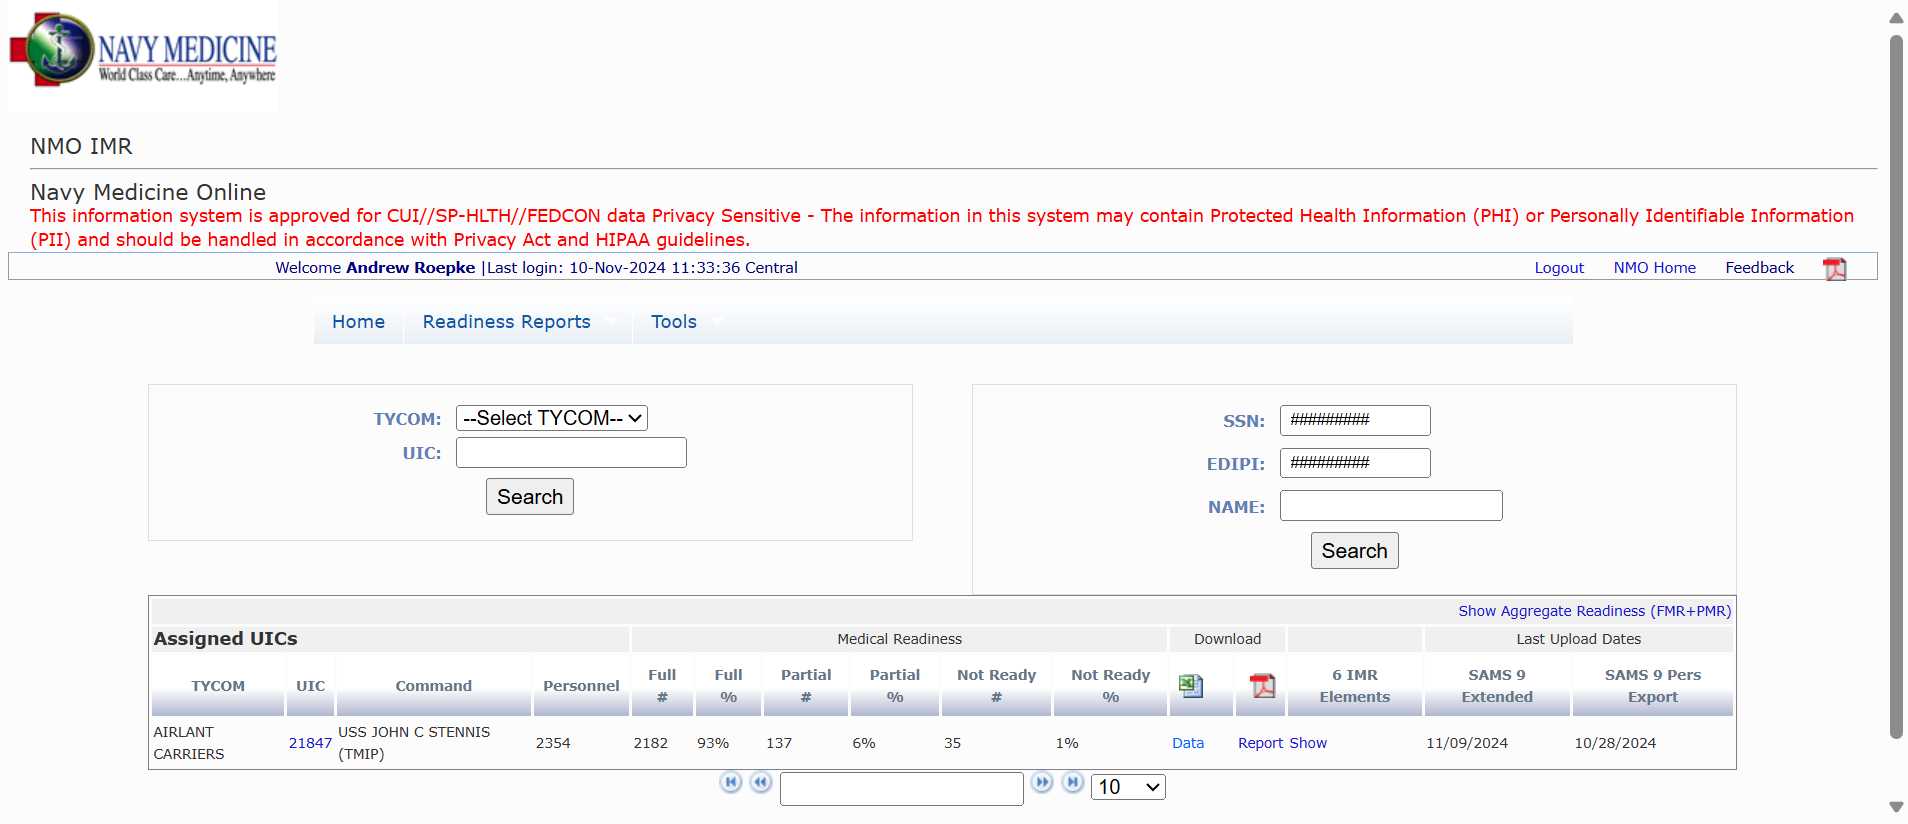 NAVY MEDICINE
World Class Care...Anytime, Anywhere
NMO IMR
Navy Medicine Online
This information system is approved for CUI//SP-HLTH//FEDCON data Privacy Sensitive - The information in this system may contain Protected Health Information (PHI) or Personally Identifiable Information
(PII) and should be handled in accordance with Privacy Act and HIPAA guidelines.
Welcome Andrew Roepke |Last login: 10-Nov-2024 11:33:36 Central Logout NMO Home Feedback
Home Readiness Reports Tools
TYCOM: --Select TYCOM--
UIC:
Search
SSN: #########
EDIPI: #########
NAME:
Search
Show Aggregate Readiness (FMR+PMR)
Assigned UICs Medical Readiness Download Last Upload Dates
TYCOM UIC Command Personnel Full # Full % Partial # Partial % Not Ready # Not Ready % 6 IMR Elements SAMS 9 Extended SAMS 9 Pers Export
AIRLANT CARRIERS 21847 USS JOHN C STENNIS (TMIP) 2354 2182 93% 137 6% 35 1% Data Report Show 11/09/2024 10/28/2024
10